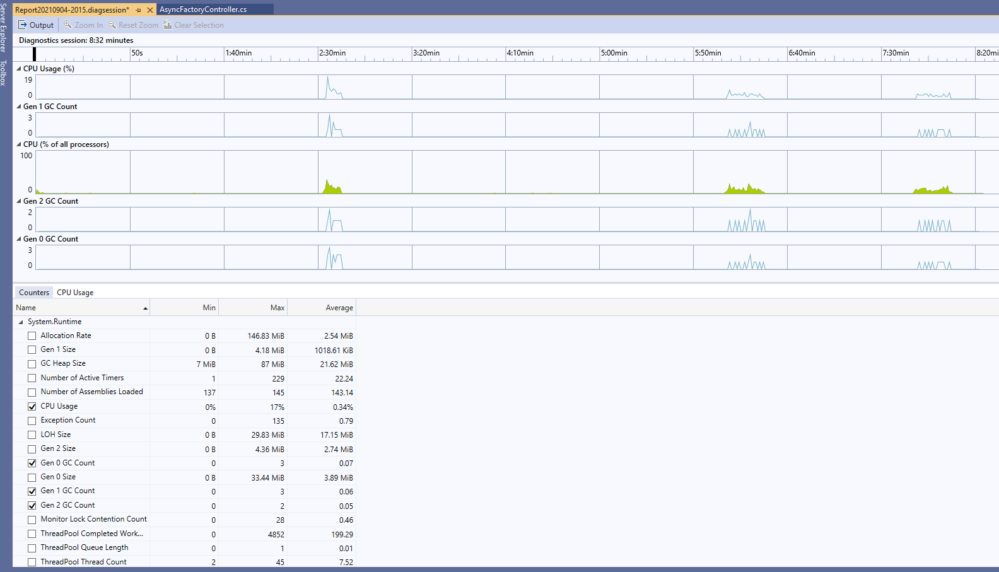 Server Explorer
Toolbox
Report20210904-2015.diagsession*
AsyncFactoryController.cs
Output Zoom In Reset Zoom Clear Selection
Diagnostics session: 8:32 minutes
50s 1:40min 2:30min 3:20min 4:10min 5:00min 5:50min 6:40min 7:30min 8:20mi
CPU Usage (%)
19
0
Gen 1 GC Count
3
0
CPU (% of all processors)
100
0
Gen 2 GC Count
2
0
Gen 0 GC Count
3
0
Counters CPU Usage
Name Min Max Average
System.Runtime
Allocation Rate 0 B 146.83 MiB 2.54 MiB
Gen 1 Size 0 B 4.18 MiB 1018.61 KiB
GC Heap Size 7 MiB 87 MiB 21.62 MiB
Number of Active Timers 1 229 22.24
Number of Assemblies Loaded 137 145 143.14
CPU Usage 0% 17% 0.34%
Exception Count 0 135 0.79
LOH Size 0 B 29.83 MiB 17.15 MiB
Gen 2 Size 0 B 4.36 MiB 2.74 MiB
Gen 0 GC Count 0 3 0.07
Gen 0 Size 0 B 33.44 MiB 3.89 MiB
Gen 1 GC Count 0 3 0.06
Gen 2 GC Count 0 2 0.05
Monitor Lock Contention Count 0 28 0.46
ThreadPool Completed Work... 0 4852 199.29
ThreadPool Queue Length 0 1 0.01
ThreadPool Thread Count 2 45 7.52